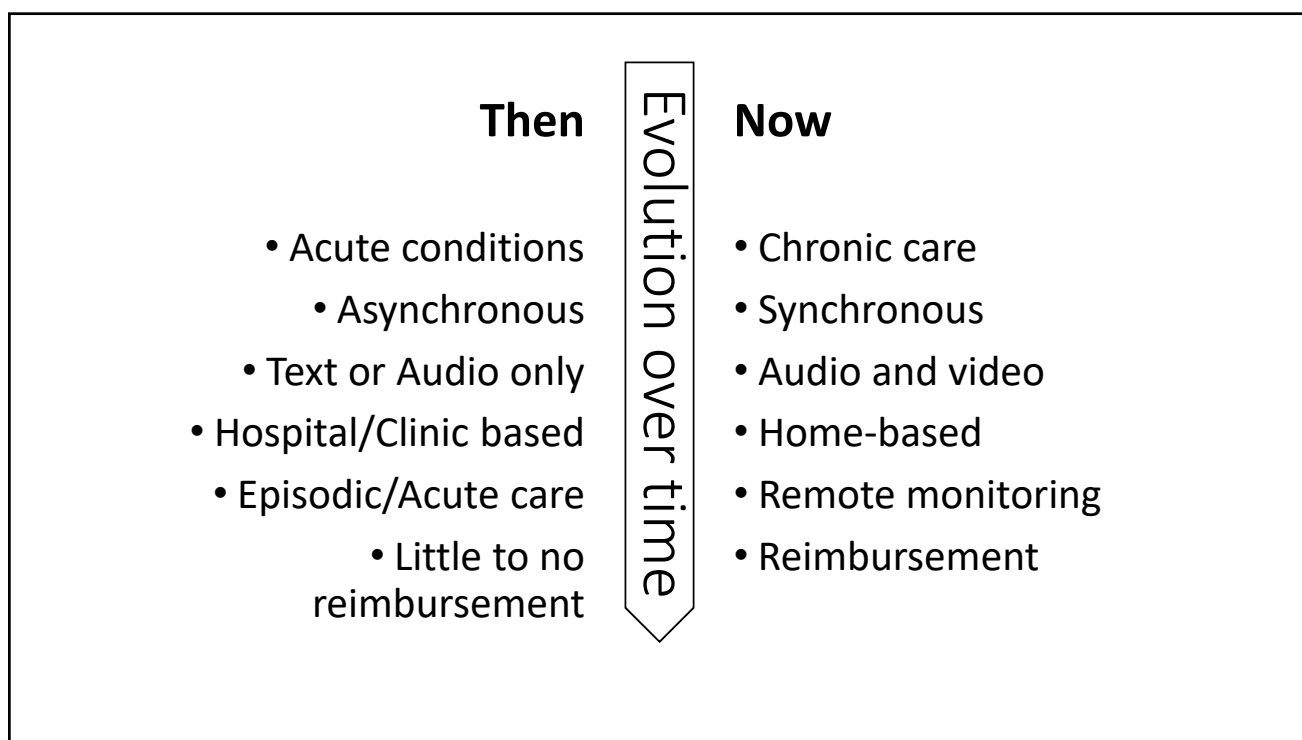 Then
• Acute conditions
• Asynchronous
• Text or Audio only
• Hospital/Clinic based
• Episodic/Acute care
• Little to no
reimbursement
Evolution over time
Now
• Chronic care
• Synchronous
• Audio and video
• Home-based
• Remote monitoring
• Reimbursement